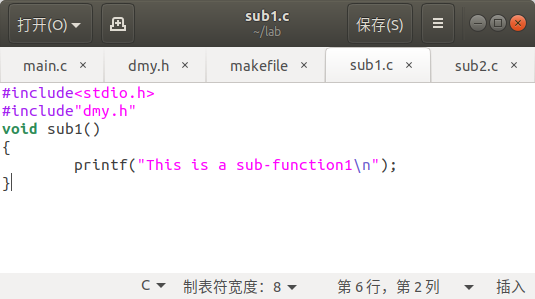 打开(O)
sub1.c
~/lab
保存(S)
main.c × dmy.h × makefile × sub1.c × sub2.c ×
#include<stdio.h>
#include"dmy.h"
void sub1()
{
printf("This is a sub-function1\n");
}
C 制表符宽度：8 第 6 行，第 2 列 插入